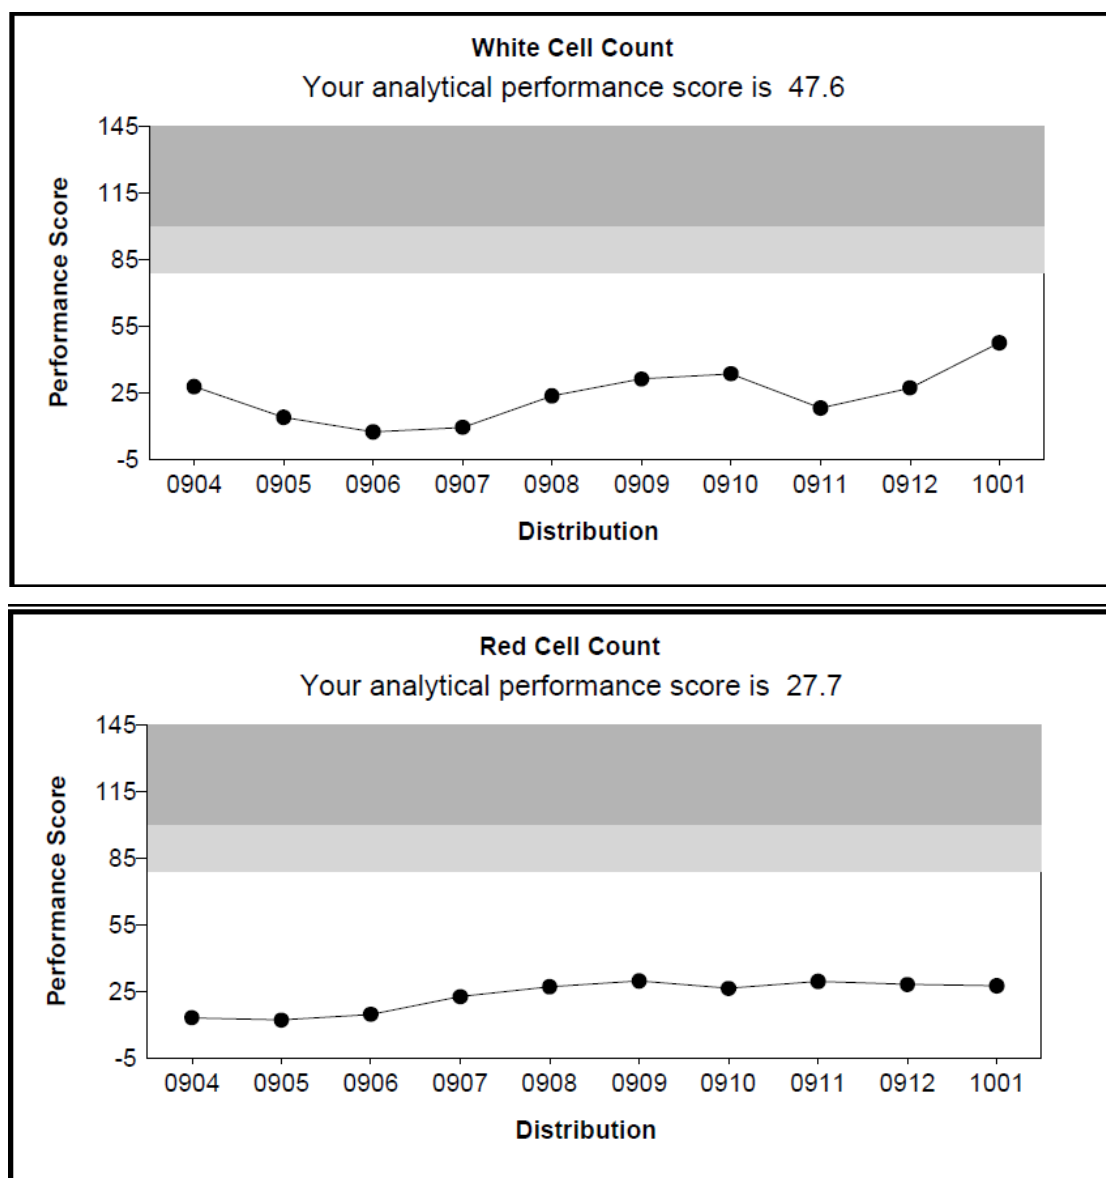 White Cell Count
Your analytical performance score is 47.6
Performance Score
145
115
85
55
25
-5
0904 0905 0906 0907 0908 0909 0910 0911 0912 1001
Distribution
Red Cell Count
Your analytical performance score is 27.7
Performance Score
145
115
85
55
25
-5
0904 0905 0906 0907 0908 0909 0910 0911 0912 1001
Distribution